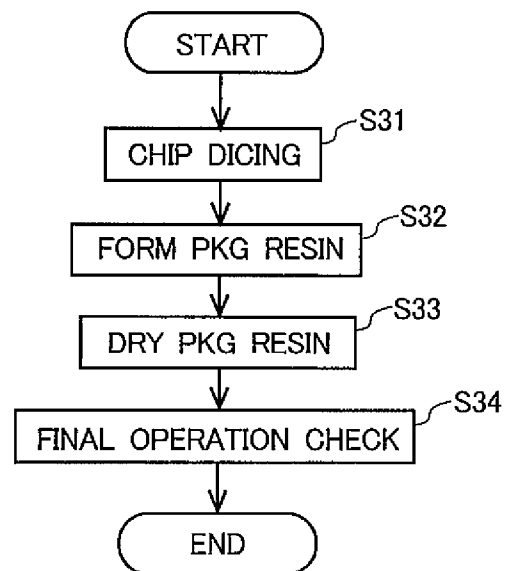 START
S31
CHIP DICING
S32
FORM PKG RESIN
S33
DRY PKG RESIN
S34
FINAL OPERATION CHECK
END